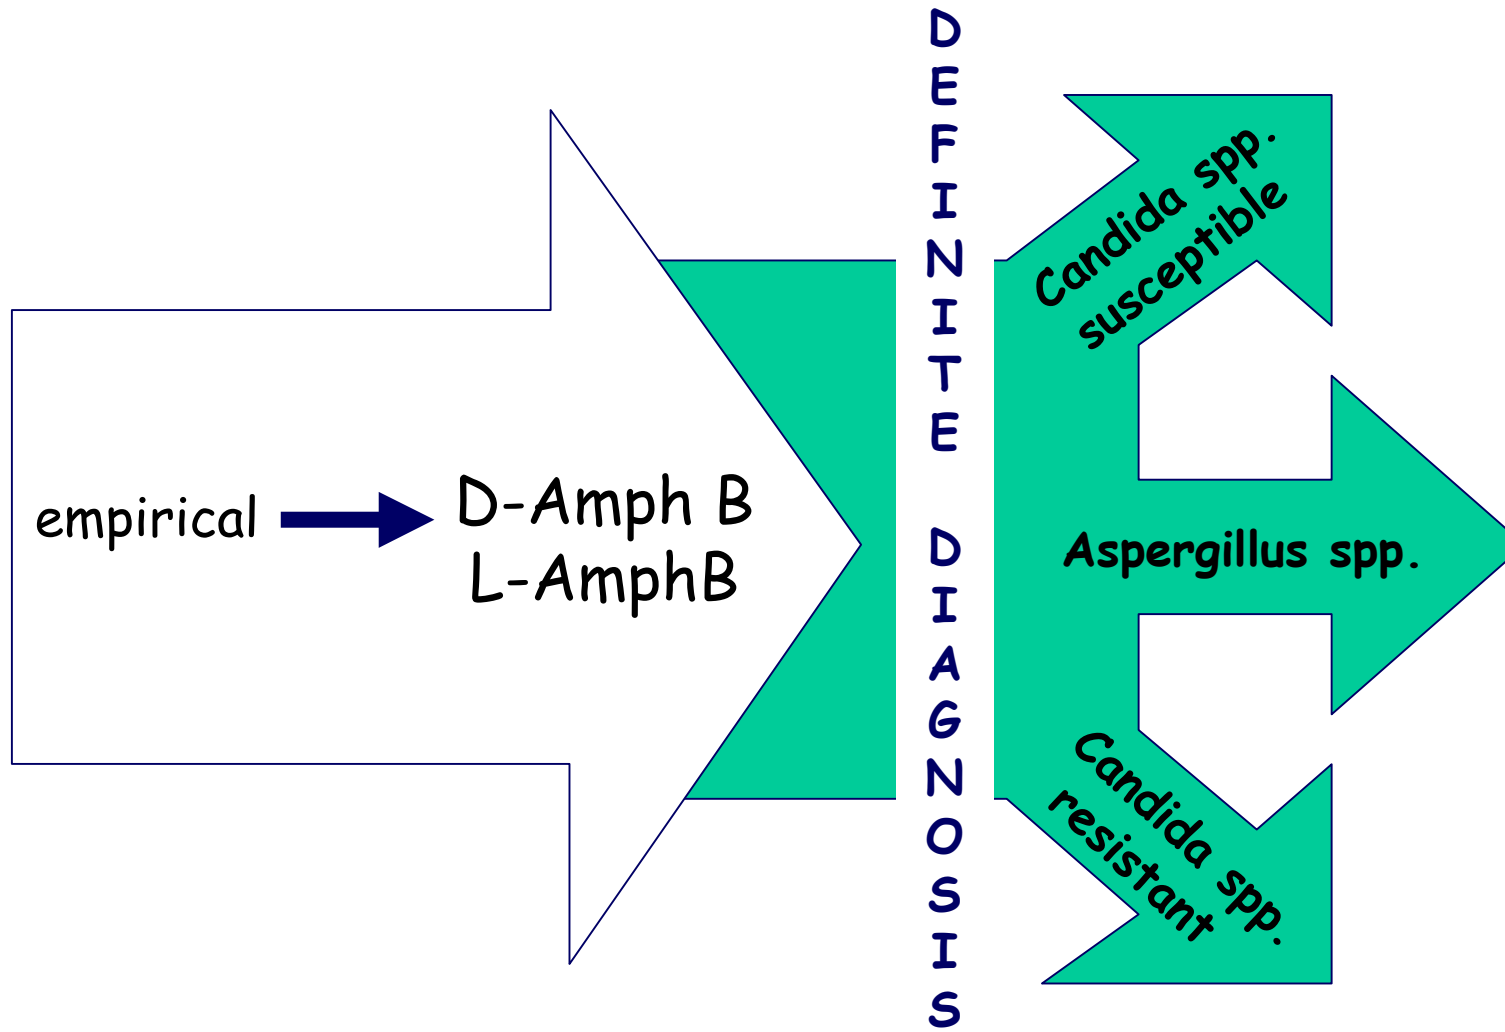 empirical
D-Amph B
L-AmphB
DEFINITE DIAGNOSIS
Candida spp.
susceptible
Aspergillus spp.
Candida spp.
resistant